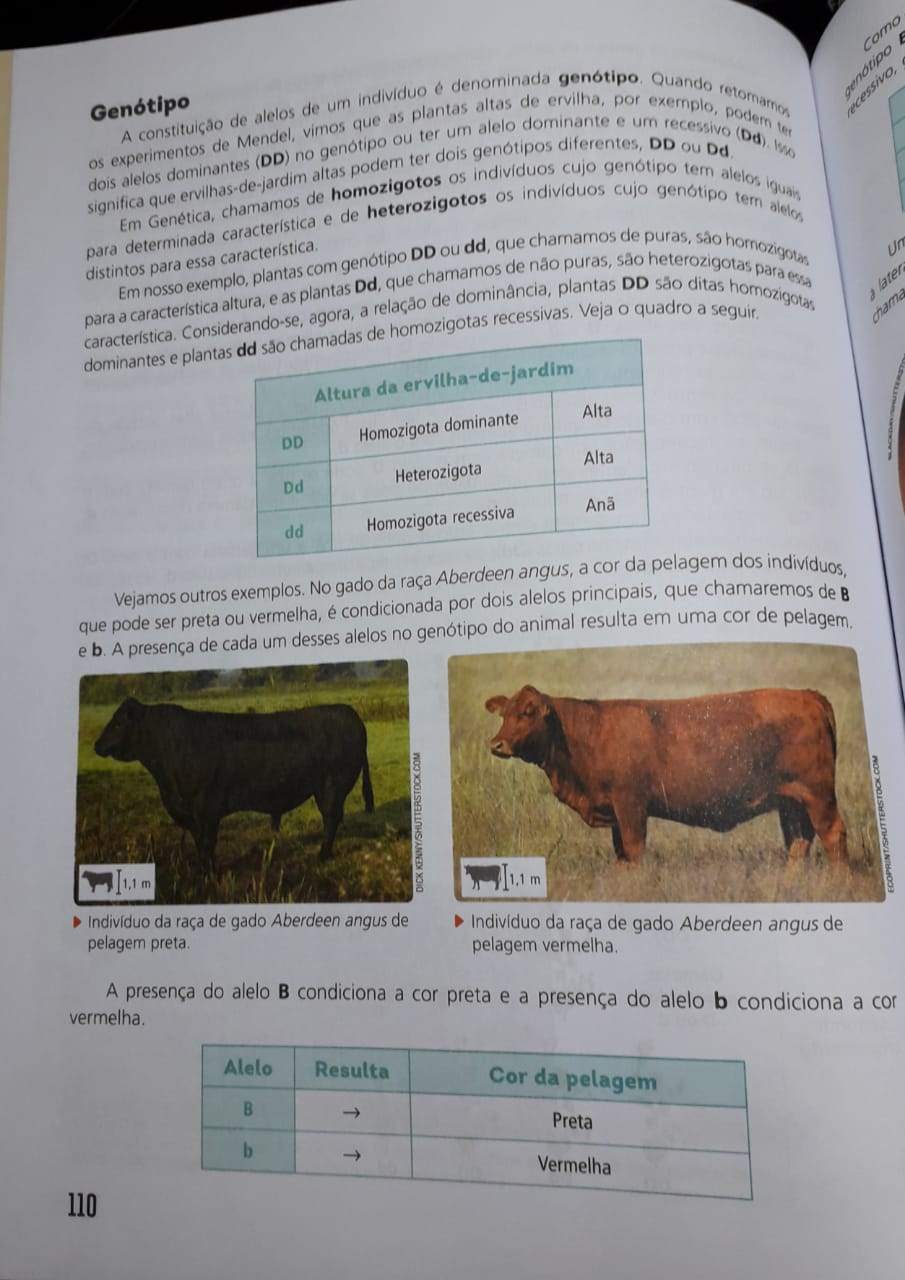 Genótipo
A constituição de alelos de um indivíduo é denominada genótipo. Quando retomamos
os experimentos de Mendel, vimos que as plantas altas de ervilha, por exemplo, podem ter
dois alelos dominantes (DD) no genótipo ou ter um alelo dominante e um recessivo (Dd). Isso
significa que ervilhas-de-jardim altas podem ter dois genótipos diferentes, DD ou Dd.
Em Genética, chamamos de homozigotos os indivíduos cujo genótipo tem alelos iguais
para determinada característica e de heterozigotos os indivíduos cujo genótipo tem alelos
distintos para essa característica.
Em nosso exemplo, plantas com genótipo DD ou dd, que chamamos de puras, são homozigotas
para a característica altura, e as plantas Dd, que chamamos de não puras, são heterozigotas para essa
característica. Considerando-se, agora, a relação de dominância, plantas DD são ditas homozigotas
dominantes e plantas dd são chamadas de homozigotas recessivas. Veja o quadro a seguir.
Altura da ervilha-de-jardim
DD Homozigota dominante Alta
Dd Heterozigota Alta
dd Homozigota recessiva Anã
Vejamos outros exemplos. No gado da raça Aberdeen angus, a cor da pelagem dos indivíduos,
que pode ser preta ou vermelha, é condicionada por dois alelos principais, que chamaremos de B
e b. A presença de cada um desses alelos no genótipo do animal resulta em uma cor de pelagem.
1,1 m
DICK KENNY/SHUTTERSTOCK.COM
1,1 m
ECOPRINT/SHUTTERSTOCK.COM
Indivíduo da raça de gado Aberdeen angus de
pelagem preta.
Indivíduo da raça de gado Aberdeen angus de
pelagem vermelha.
A presença do alelo B condiciona a cor preta e a presença do alelo b condiciona a cor
vermelha.
Alelo Resulta Cor da pelagem
B → Preta
b → Vermelha
110
Como
genótipo
recessivo,